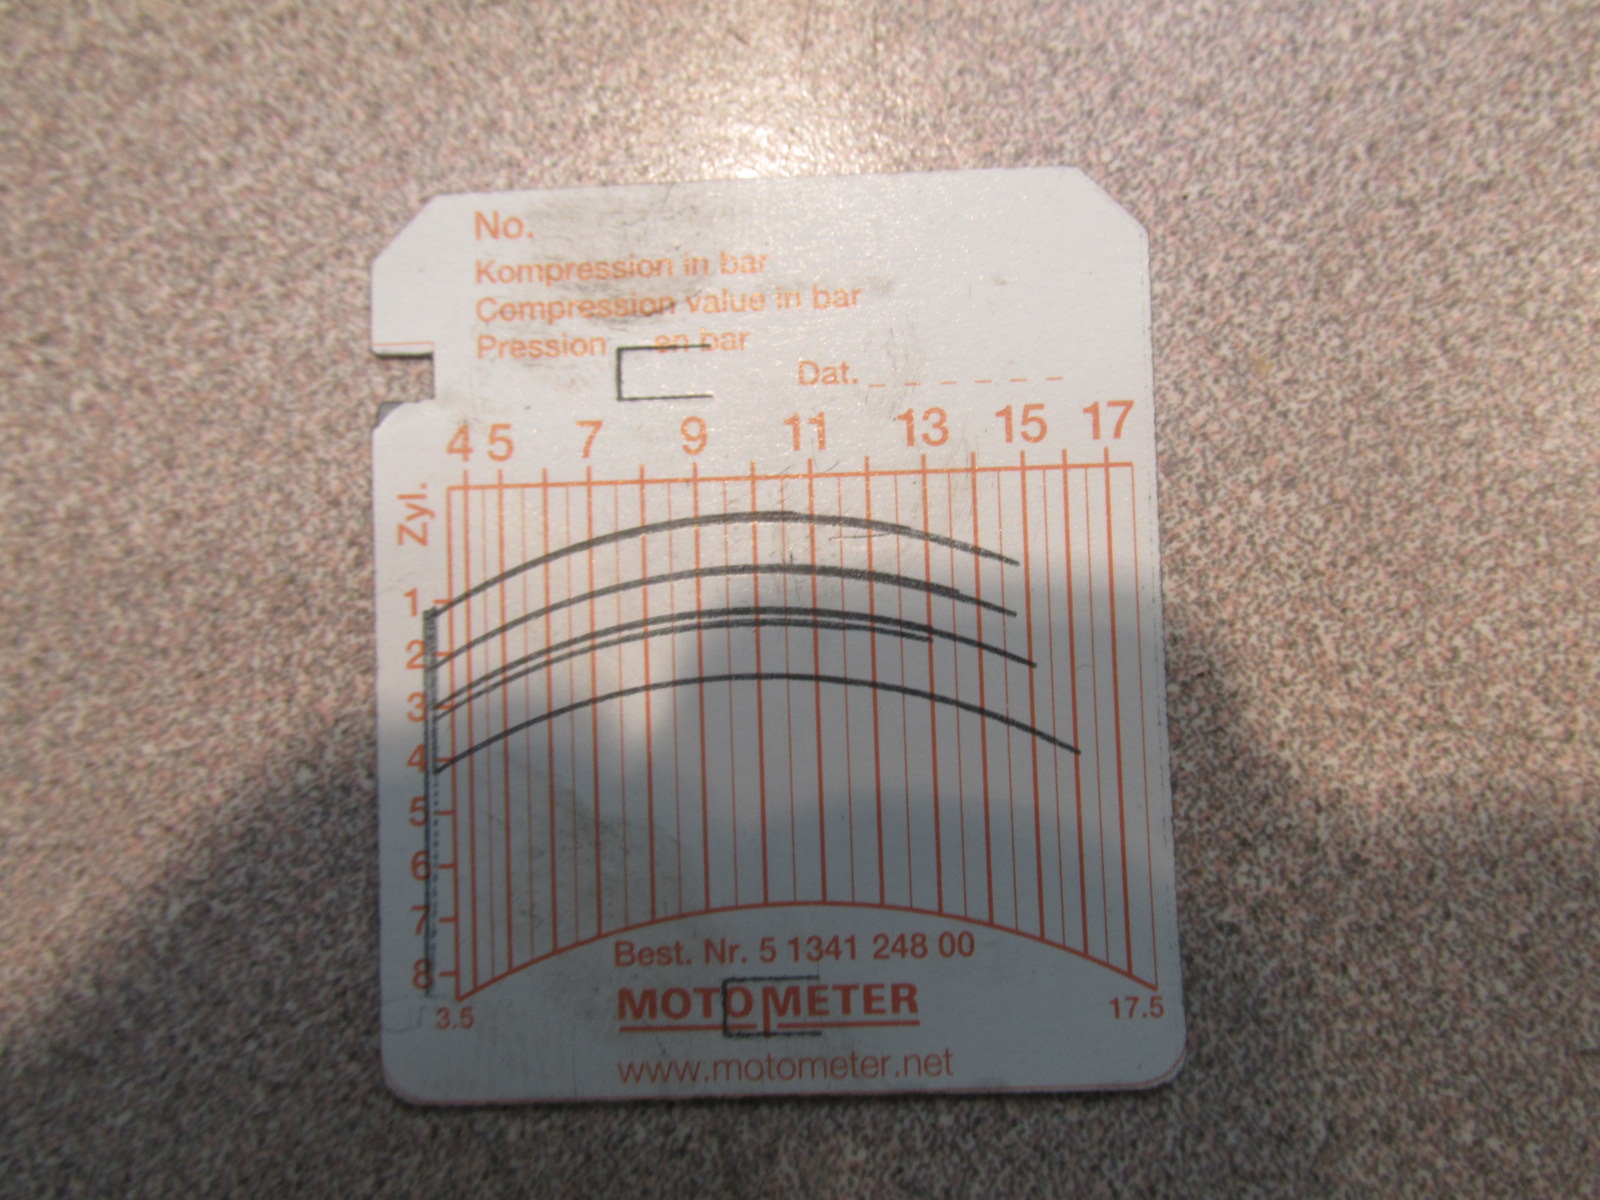 No.
Kompression in bar
Compression value in bar
Pression en bar
Dat. _ _ _ _ _ _
4 5 7 9 11 13 15 17
Zyl.
1
2
3
4
5
6
7
8
3.5
17.5
Best. Nr. 5 1341 248 00
MOTOMETER
www.motometer.net